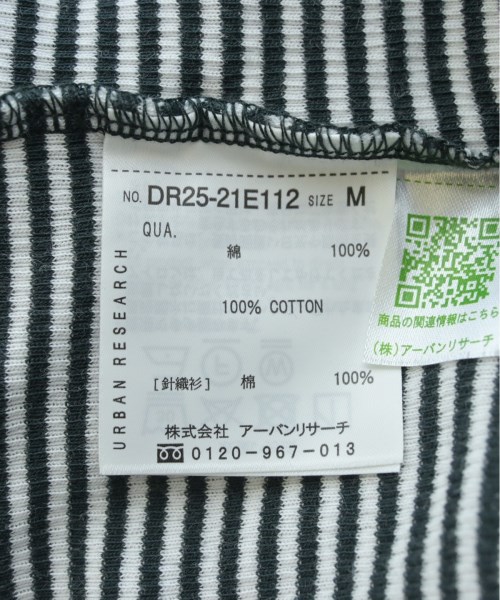 NO. DR25-21E112 SIZE M
QUA.
綿 100%
100% COTTON
[針織衫] 棉 100%
株式会社 アーバンリサーチ
0120-967-013
URBAN RESEARCH
商品の関連情報はこちら
(株)アーバンリサーチ